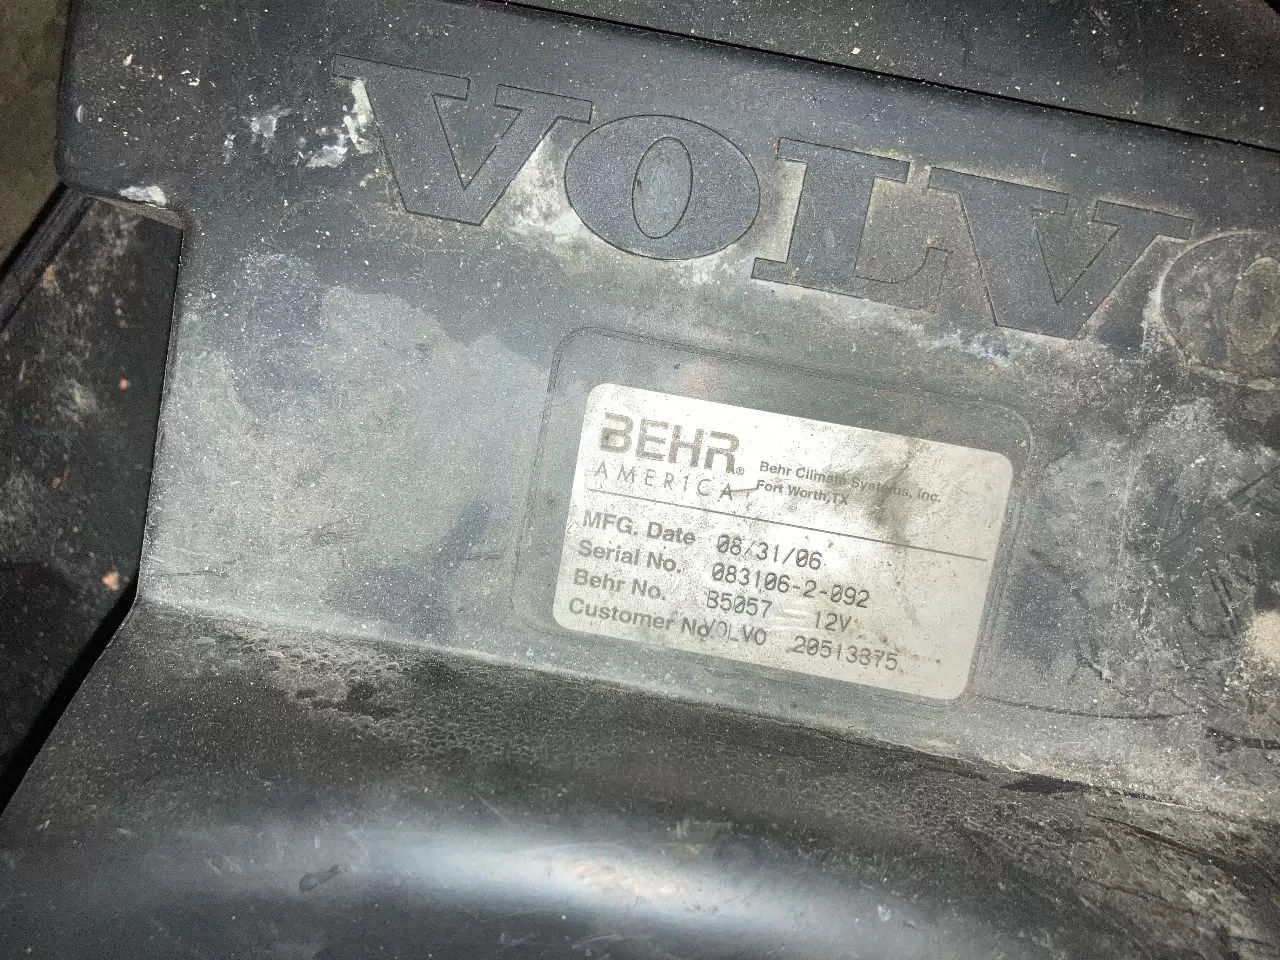 VOLVO
BEHR®
AMERICA
Behr Climate Systems, Inc.
Fort Worth, TX
MFG. Date 08/31/06
Serial No. 083106-2-092
Behr No. B5057 12V
Customer No. VOLVO 20513375